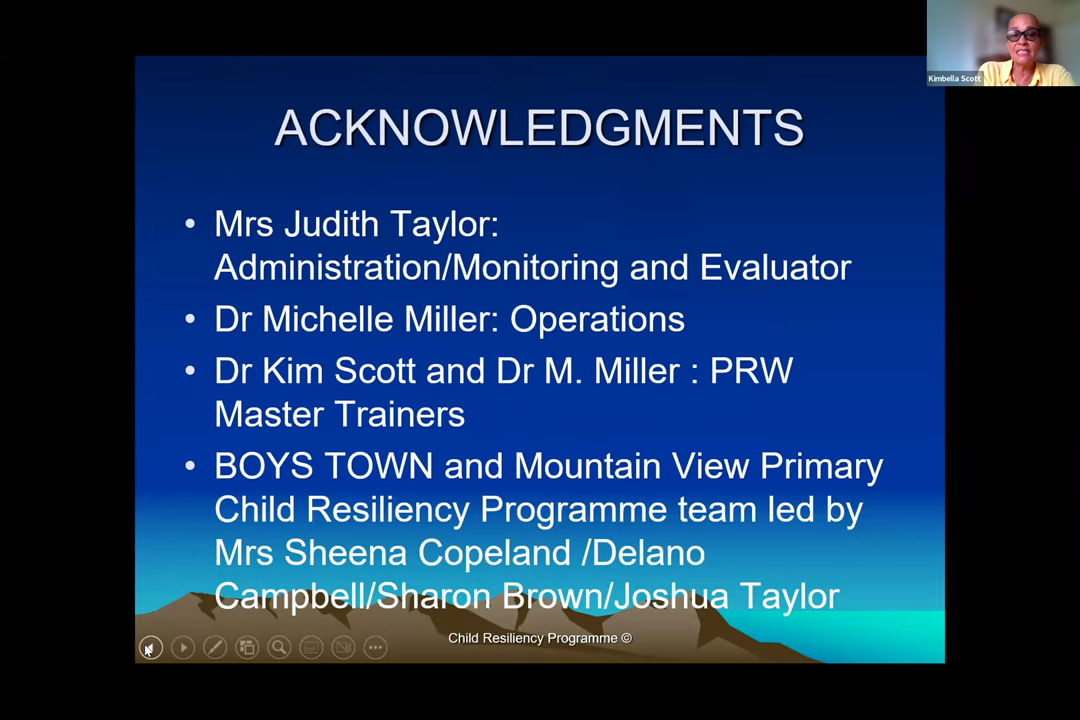 Kimbella Scott
ACKNOWLEDGMENTS
• Mrs Judith Taylor:
Administration/Monitoring and Evaluator
• Dr Michelle Miller: Operations
• Dr Kim Scott and Dr M. Miller : PRW
Master Trainers
• BOYS TOWN and Mountain View Primary
Child Resiliency Programme team led by
Mrs Sheena Copeland /Delano
Campbell/Sharon Brown/Joshua Taylor
Child Resiliency Programme ©